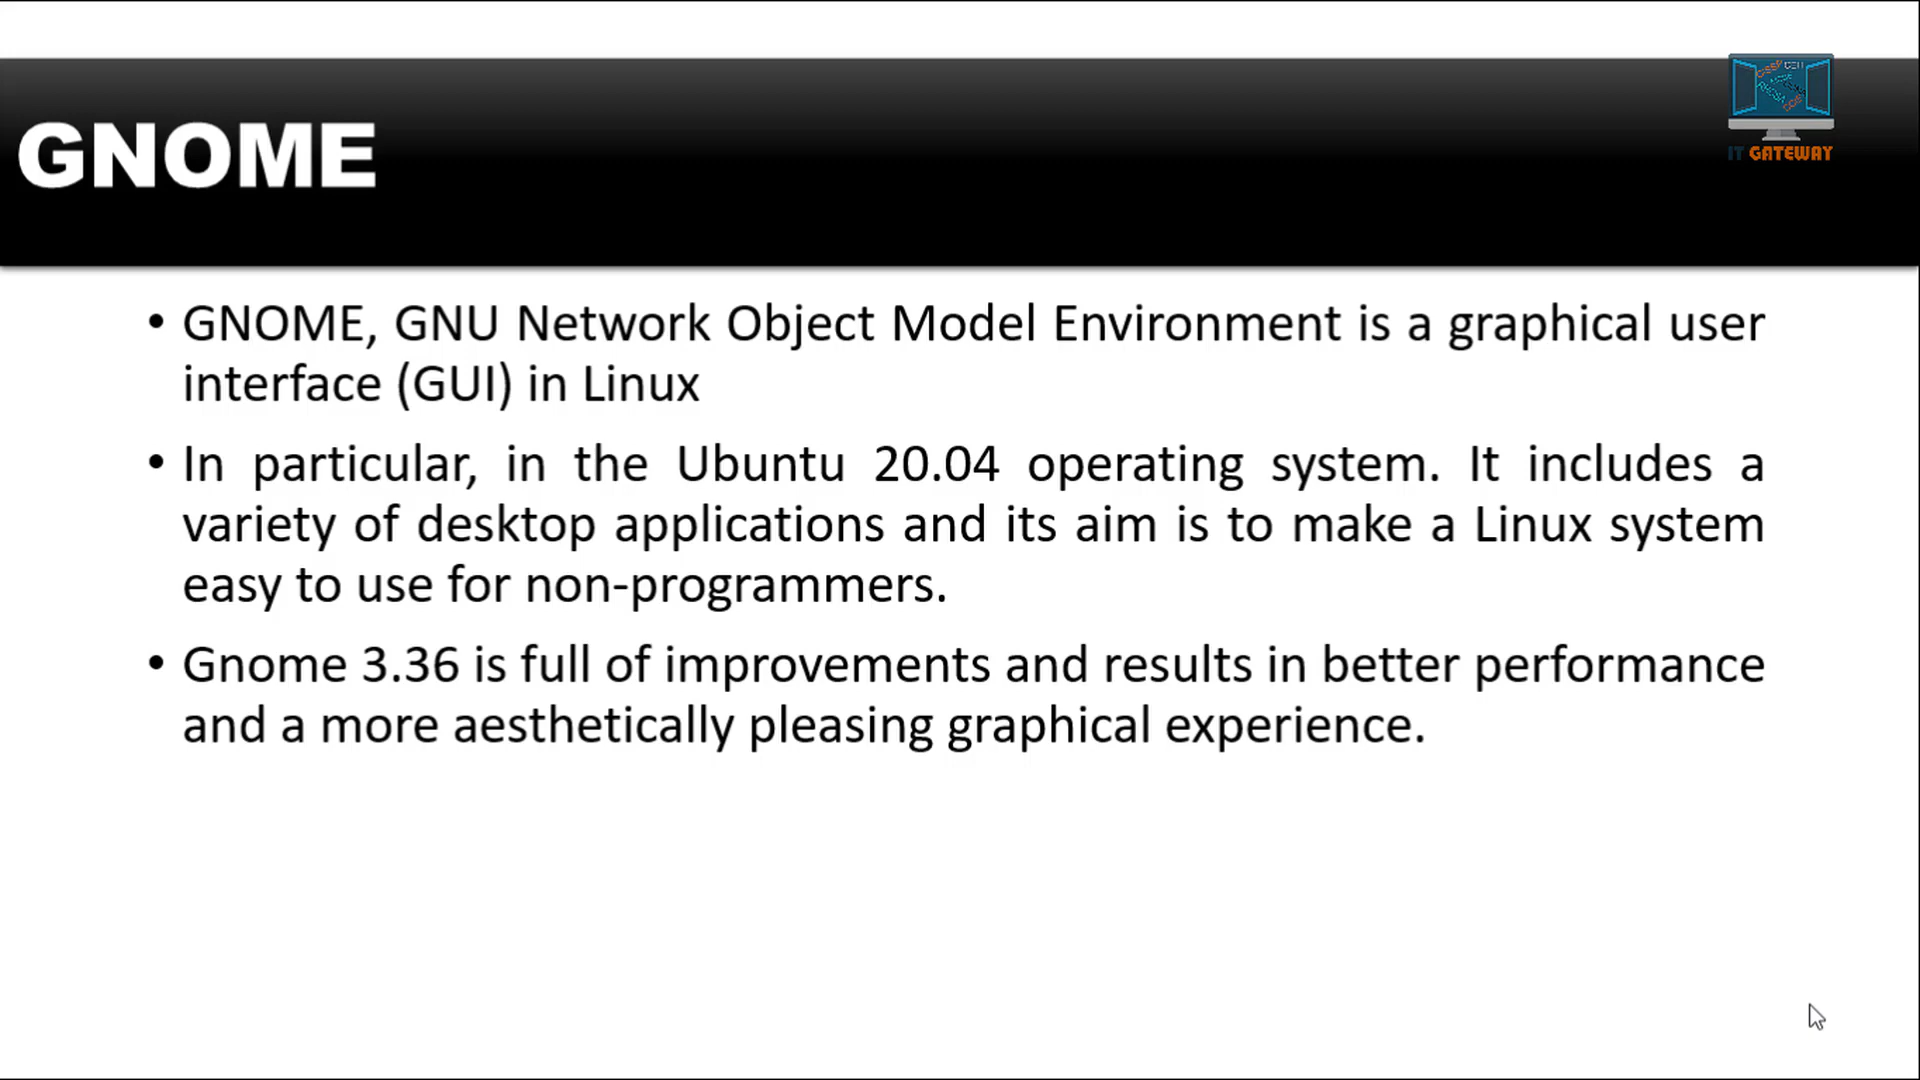 GNOME
IT GATEWAY
• GNOME, GNU Network Object Model Environment is a graphical user
interface (GUI) in Linux
• In particular, in the Ubuntu 20.04 operating system. It includes a
variety of desktop applications and its aim is to make a Linux system
easy to use for non-programmers.
• Gnome 3.36 is full of improvements and results in better performance
and a more aesthetically pleasing graphical experience.